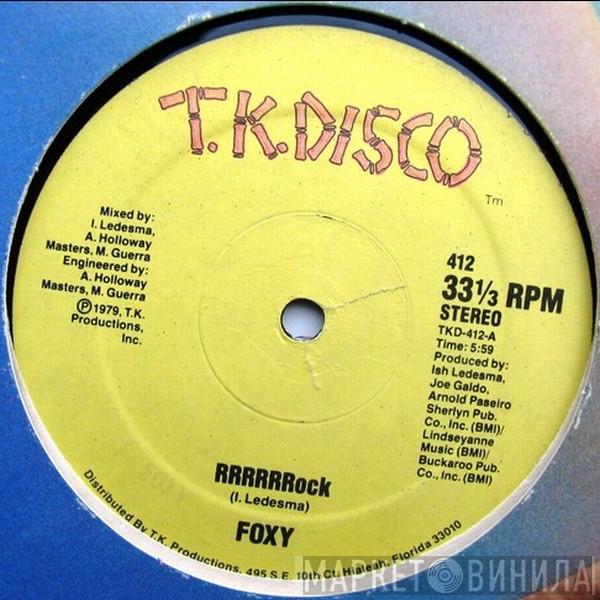 T.K.DISCO
Tm
Mixed by:
I. Ledesma,
A. Holloway
Masters, M. Guerra
Engineered by:
A. Holloway
Masters, M. Guerra
Ⓟ1979, T.K.
Productions,
Inc.
412
33⅓ RPM
STEREO
TKD-412-A
Time: 5:59
Produced by:
Ish Ledesma,
Joe Galdo,
Arnold Paseiro
Sherlyn Pub.
Co., Inc. (BMI)/
Lindseyanne
Music (BMI)/
Buckaroo Pub.
Co., Inc. (BMI)
RRRRRRock
(I. Ledesma)
FOXY
Distributed By T.K. Productions, 495 S.E. 10th Ct. Hialeah, Florida 33010
МАРКЕТ ВИНИЛА